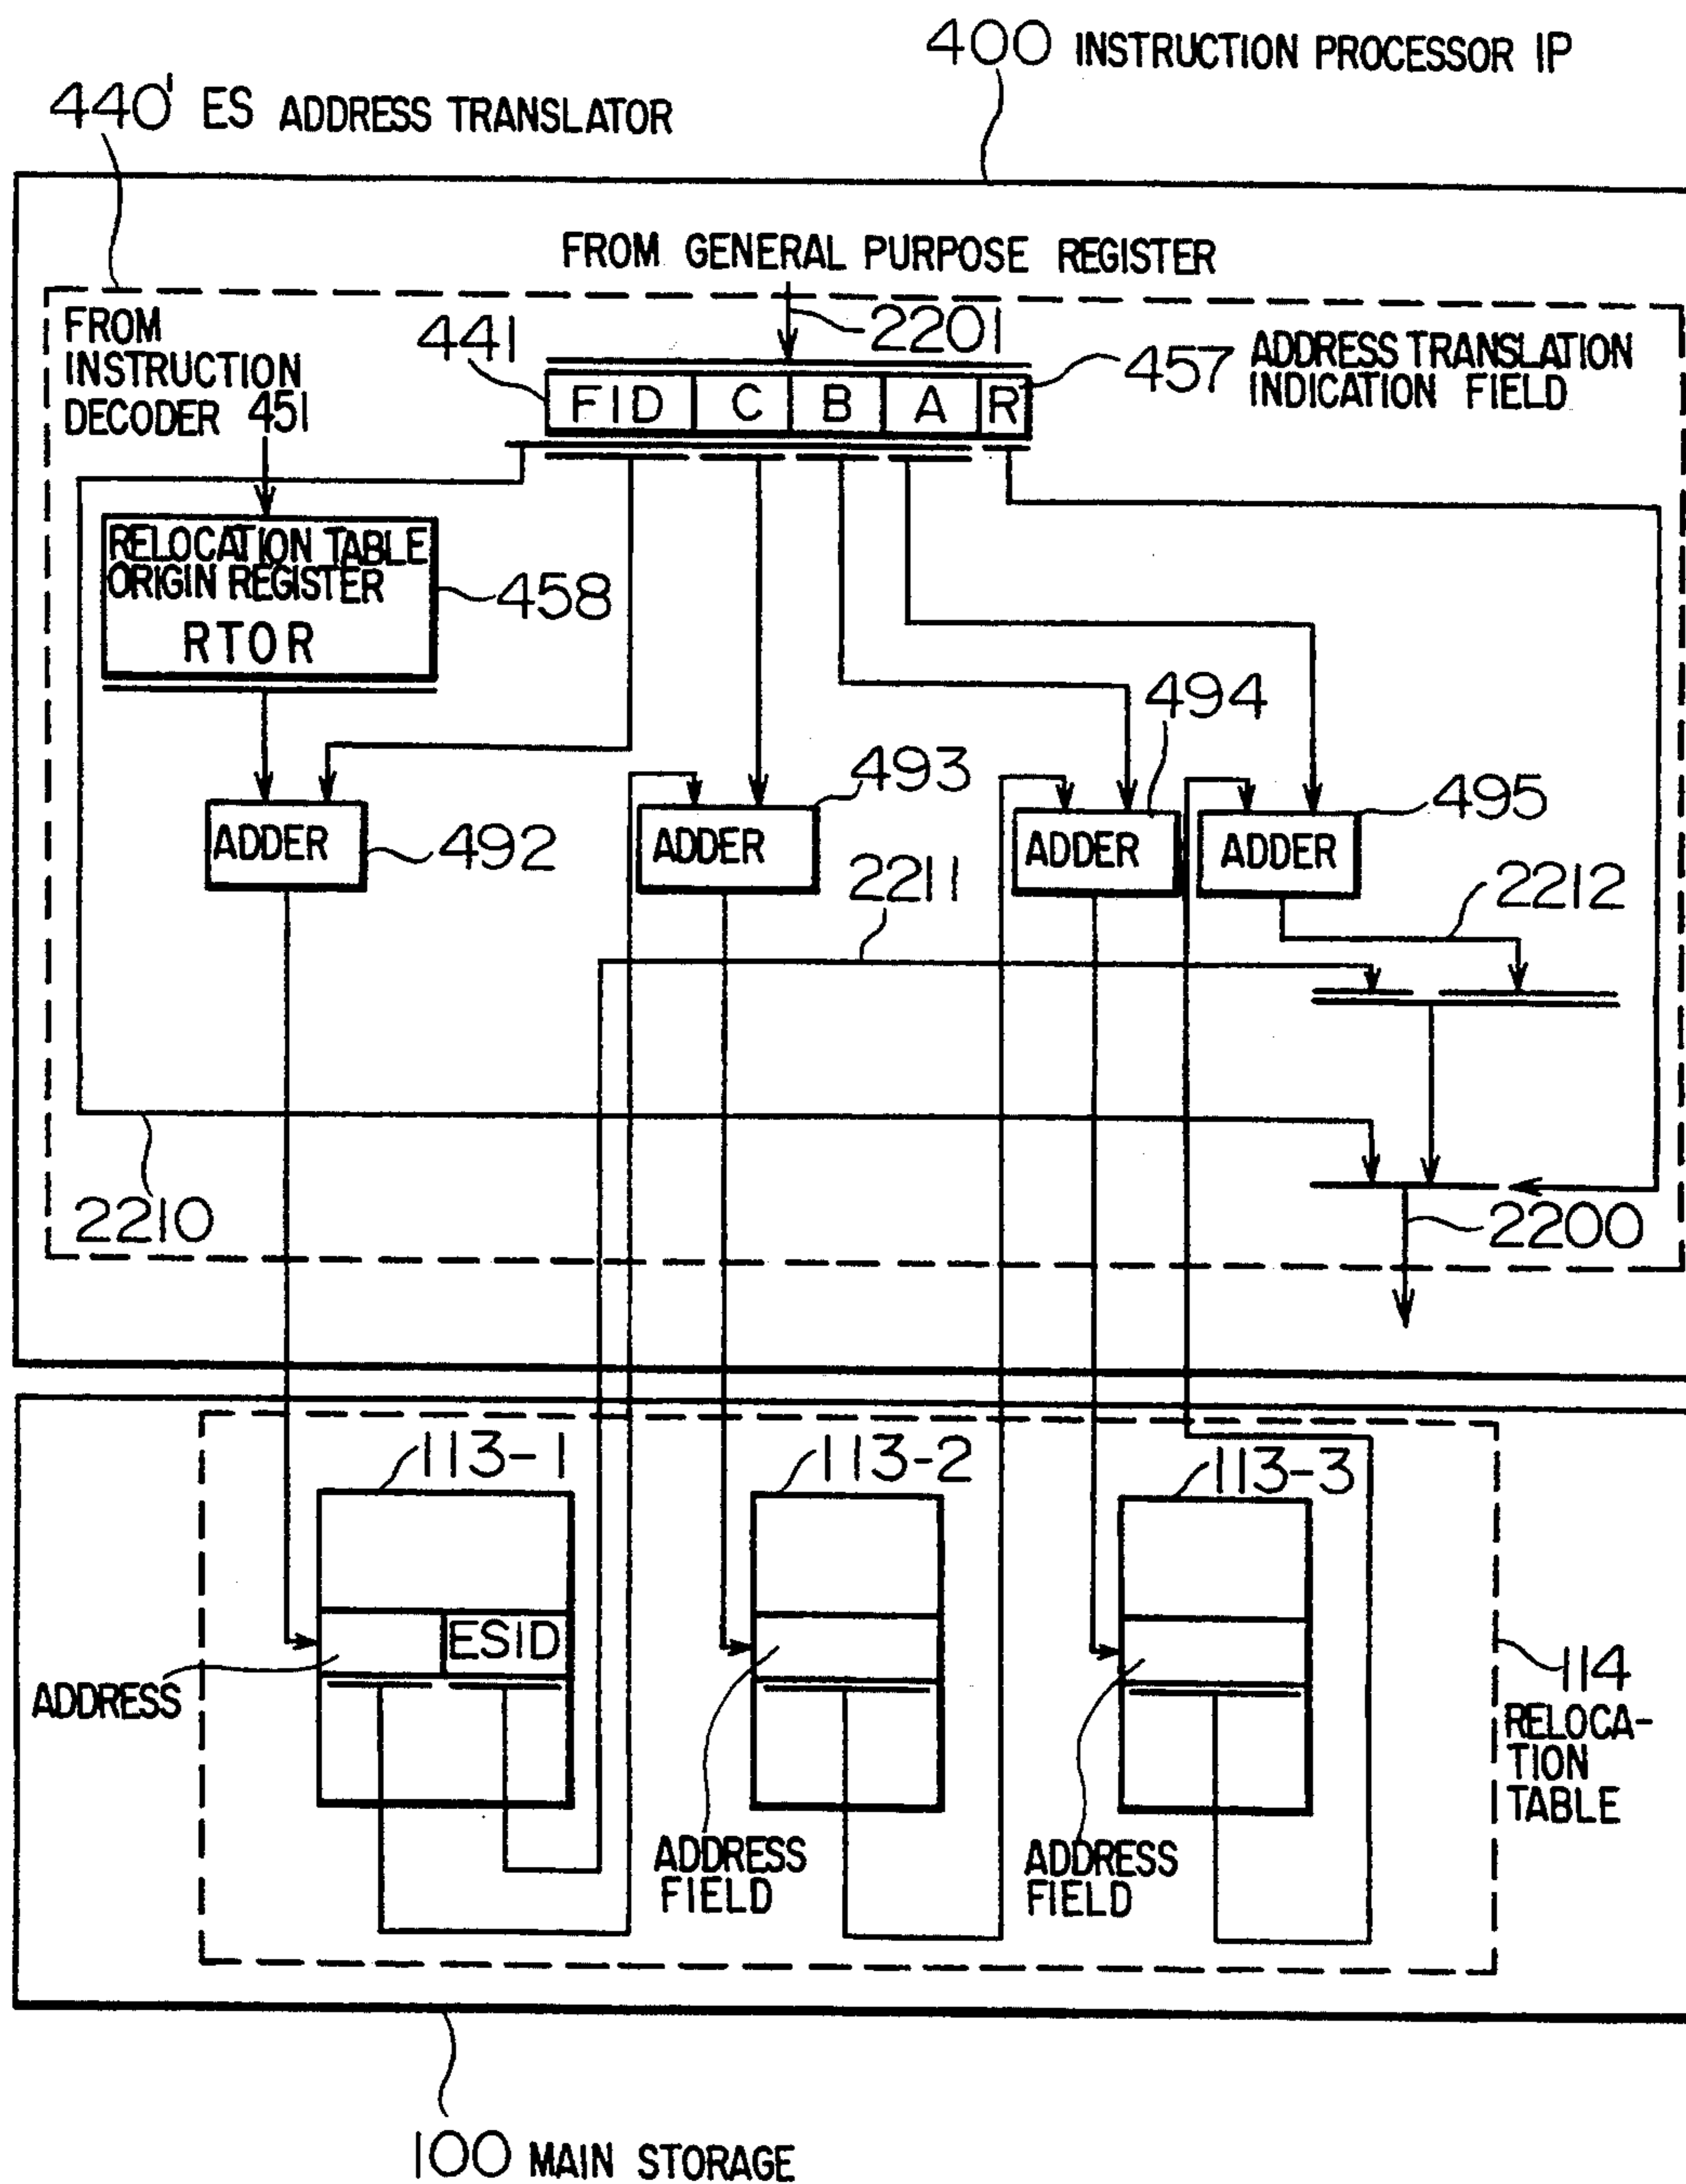 400 INSTRUCTION PROCESSOR IP
440' ES ADDRESS TRANSLATOR
FROM GENERAL PURPOSE REGISTER
FROM
INSTRUCTION
DECODER 451
441
2201
FID C B A R
457 ADDRESS TRANSLATION
INDICATION FIELD
RELOCATION TABLE
ORIGIN REGISTER
RTOR
458
494
493
495
ADDER
492
ADDER
ADDER
ADDER
2211
2212
2210
2200
113-1
113-2
113-3
ESID
ADDRESS
114
RELOCA-
TION
TABLE
ADDRESS
FIELD
ADDRESS
FIELD
100 MAIN STORAGE